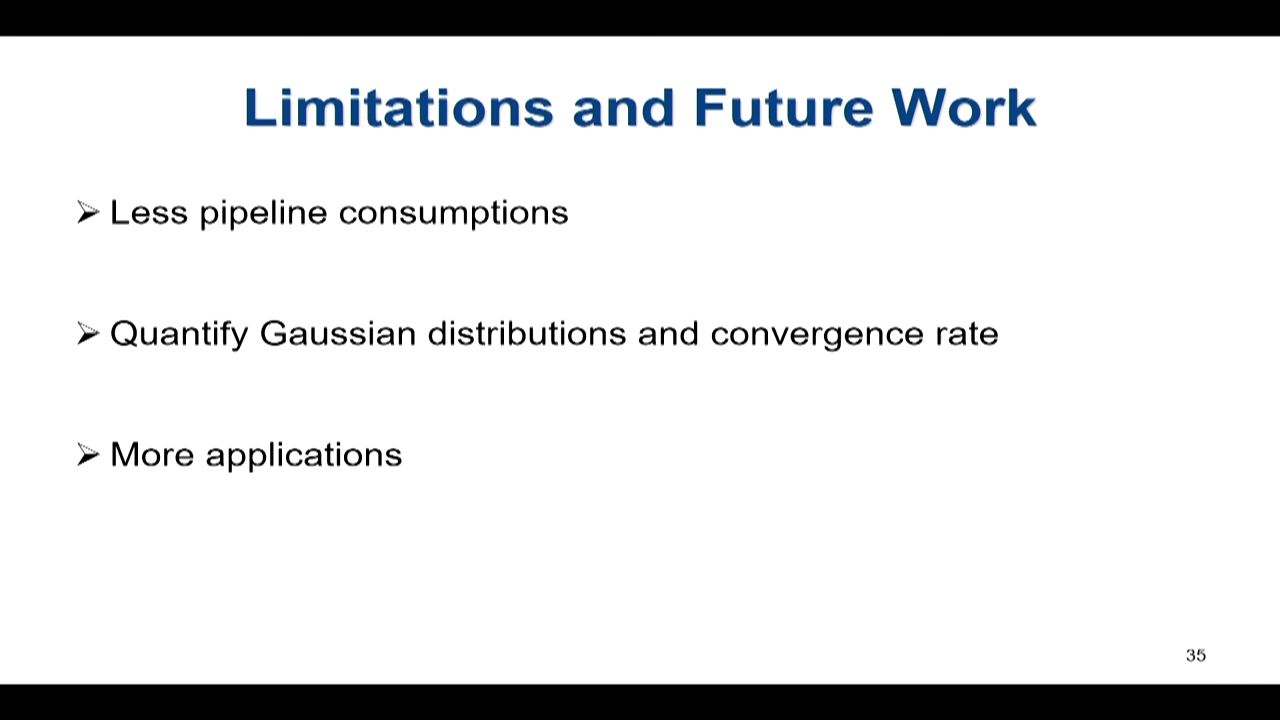 Limitations and Future Work
➢ Less pipeline consumptions
➢ Quantify Gaussian distributions and convergence rate
➢ More applications
35